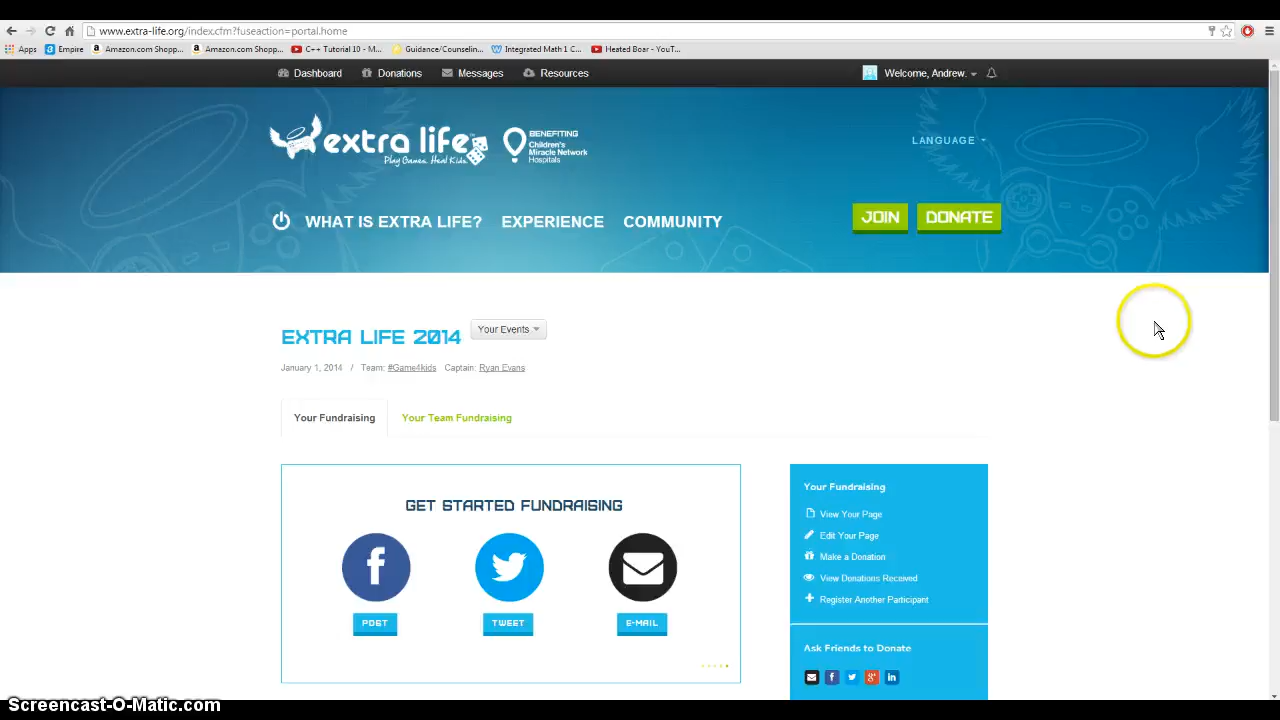 www.extra-life.org/index.cfm?fuseaction=portal.home
Apps Empire Amazon.com Shopp... Amazon.com Shopp... C++ Tutorial 10 - M... Guidance/Counselin... Integrated Math 1 C... Heated Boar - YouT...
Dashboard Donations Messages Resources Welcome, Andrew.
extra life
Play Games. Heal Kids.
BENEFITING
Children's
Miracle Network
Hospitals
LANGUAGE
WHAT IS EXTRA LIFE? EXPERIENCE COMMUNITY JOIN DONATE
EXTRA LIFE 2014 Your Events
January 1, 2014 / Team: #Game4kids Captain: Ryan Evans
Your Fundraising Your Team Fundraising
GET STARTED FUNDRAISING
POST TWEET E-MAIL
Your Fundraising
View Your Page
Edit Your Page
Make a Donation
View Donations Received
Register Another Participant
Ask Friends to Donate
Screencast-O-Matic.com